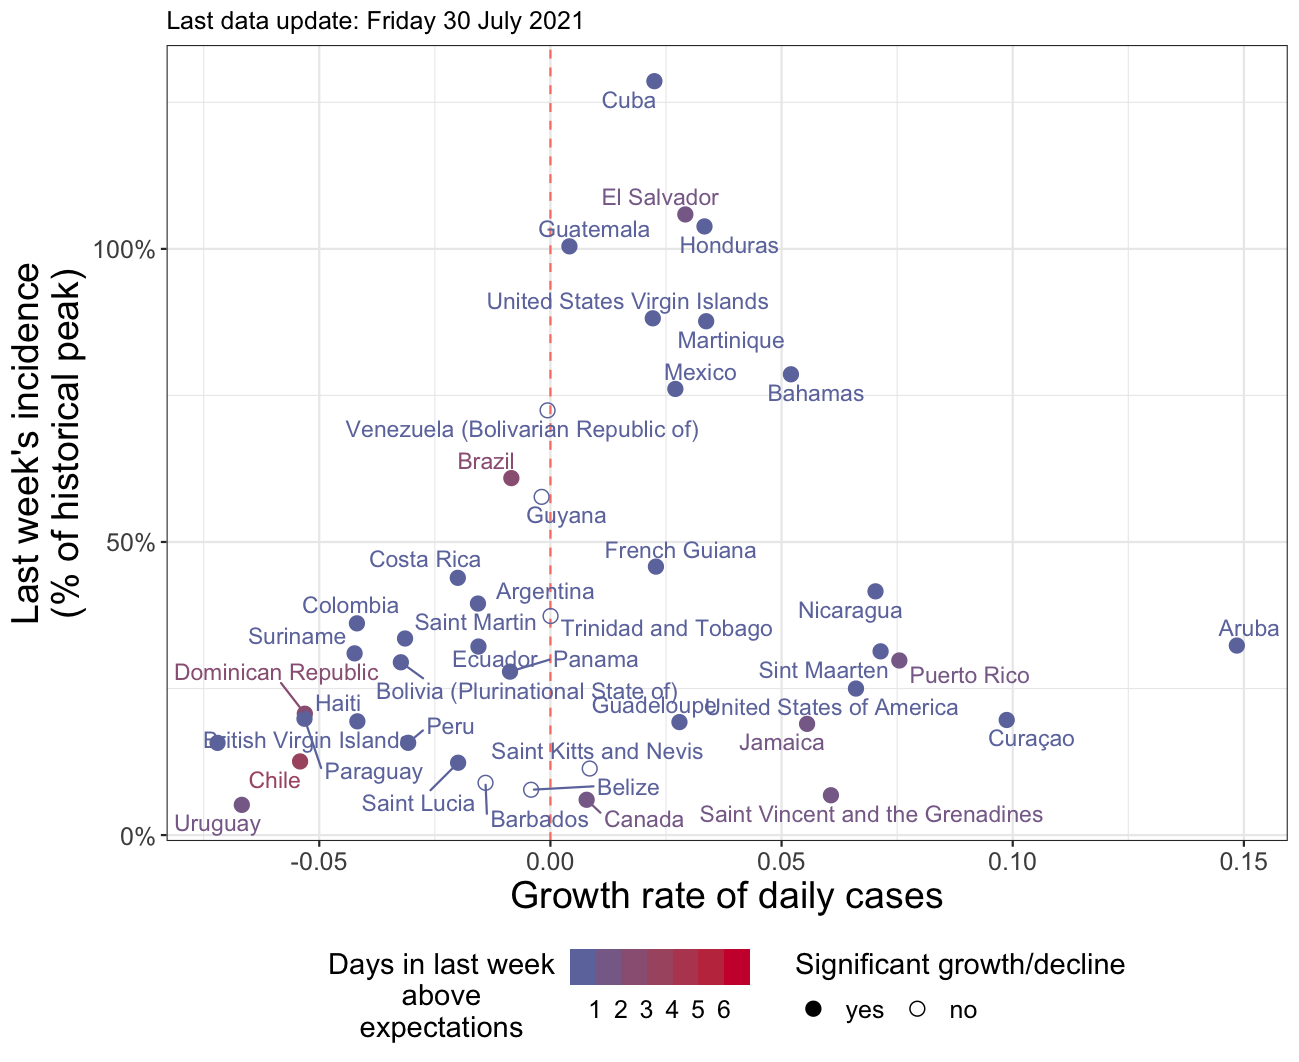 Last data update: Friday 30 July 2021
Last week's incidence
(% of historical peak)
100%
50%
0%
Cuba
El Salvador
Guatemala
Honduras
United States Virgin Islands
Martinique
Mexico
Bahamas
Venezuela (Bolivarian Republic of)
Brazil
Guyana
French Guiana
Costa Rica
Argentina
Colombia
Nicaragua
Saint Martin
Trinidad and Tobago
Aruba
Suriname
Ecuador
Panama
Dominican Republic
Sint Maarten
Puerto Rico
Bolivia (Plurinational State of)
Haiti
Guadeloupe
United States of America
Peru
British Virgin Islands
Jamaica
Curaçao
Saint Kitts and Nevis
Paraguay
Chile
Belize
Saint Lucia
Saint Vincent and the Grenadines
Uruguay
Barbados
Canada
-0.05 0.00 0.05 0.10 0.15
Growth rate of daily cases
Days in last week
above
expectations
1 2 3 4 5 6
Significant growth/decline
yes no